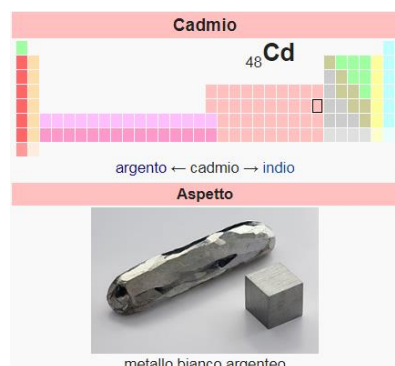 Cadmio
48Cd
argento ← cadmio → indio
Aspetto
metallo bianco argenteo